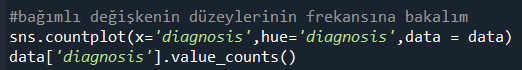 #bağımlı değişkenin düzeylerinin frekansına bakalım
sns.countplot(x='diagnosis',hue='diagnosis',data = data)
data['diagnosis'].value_counts()